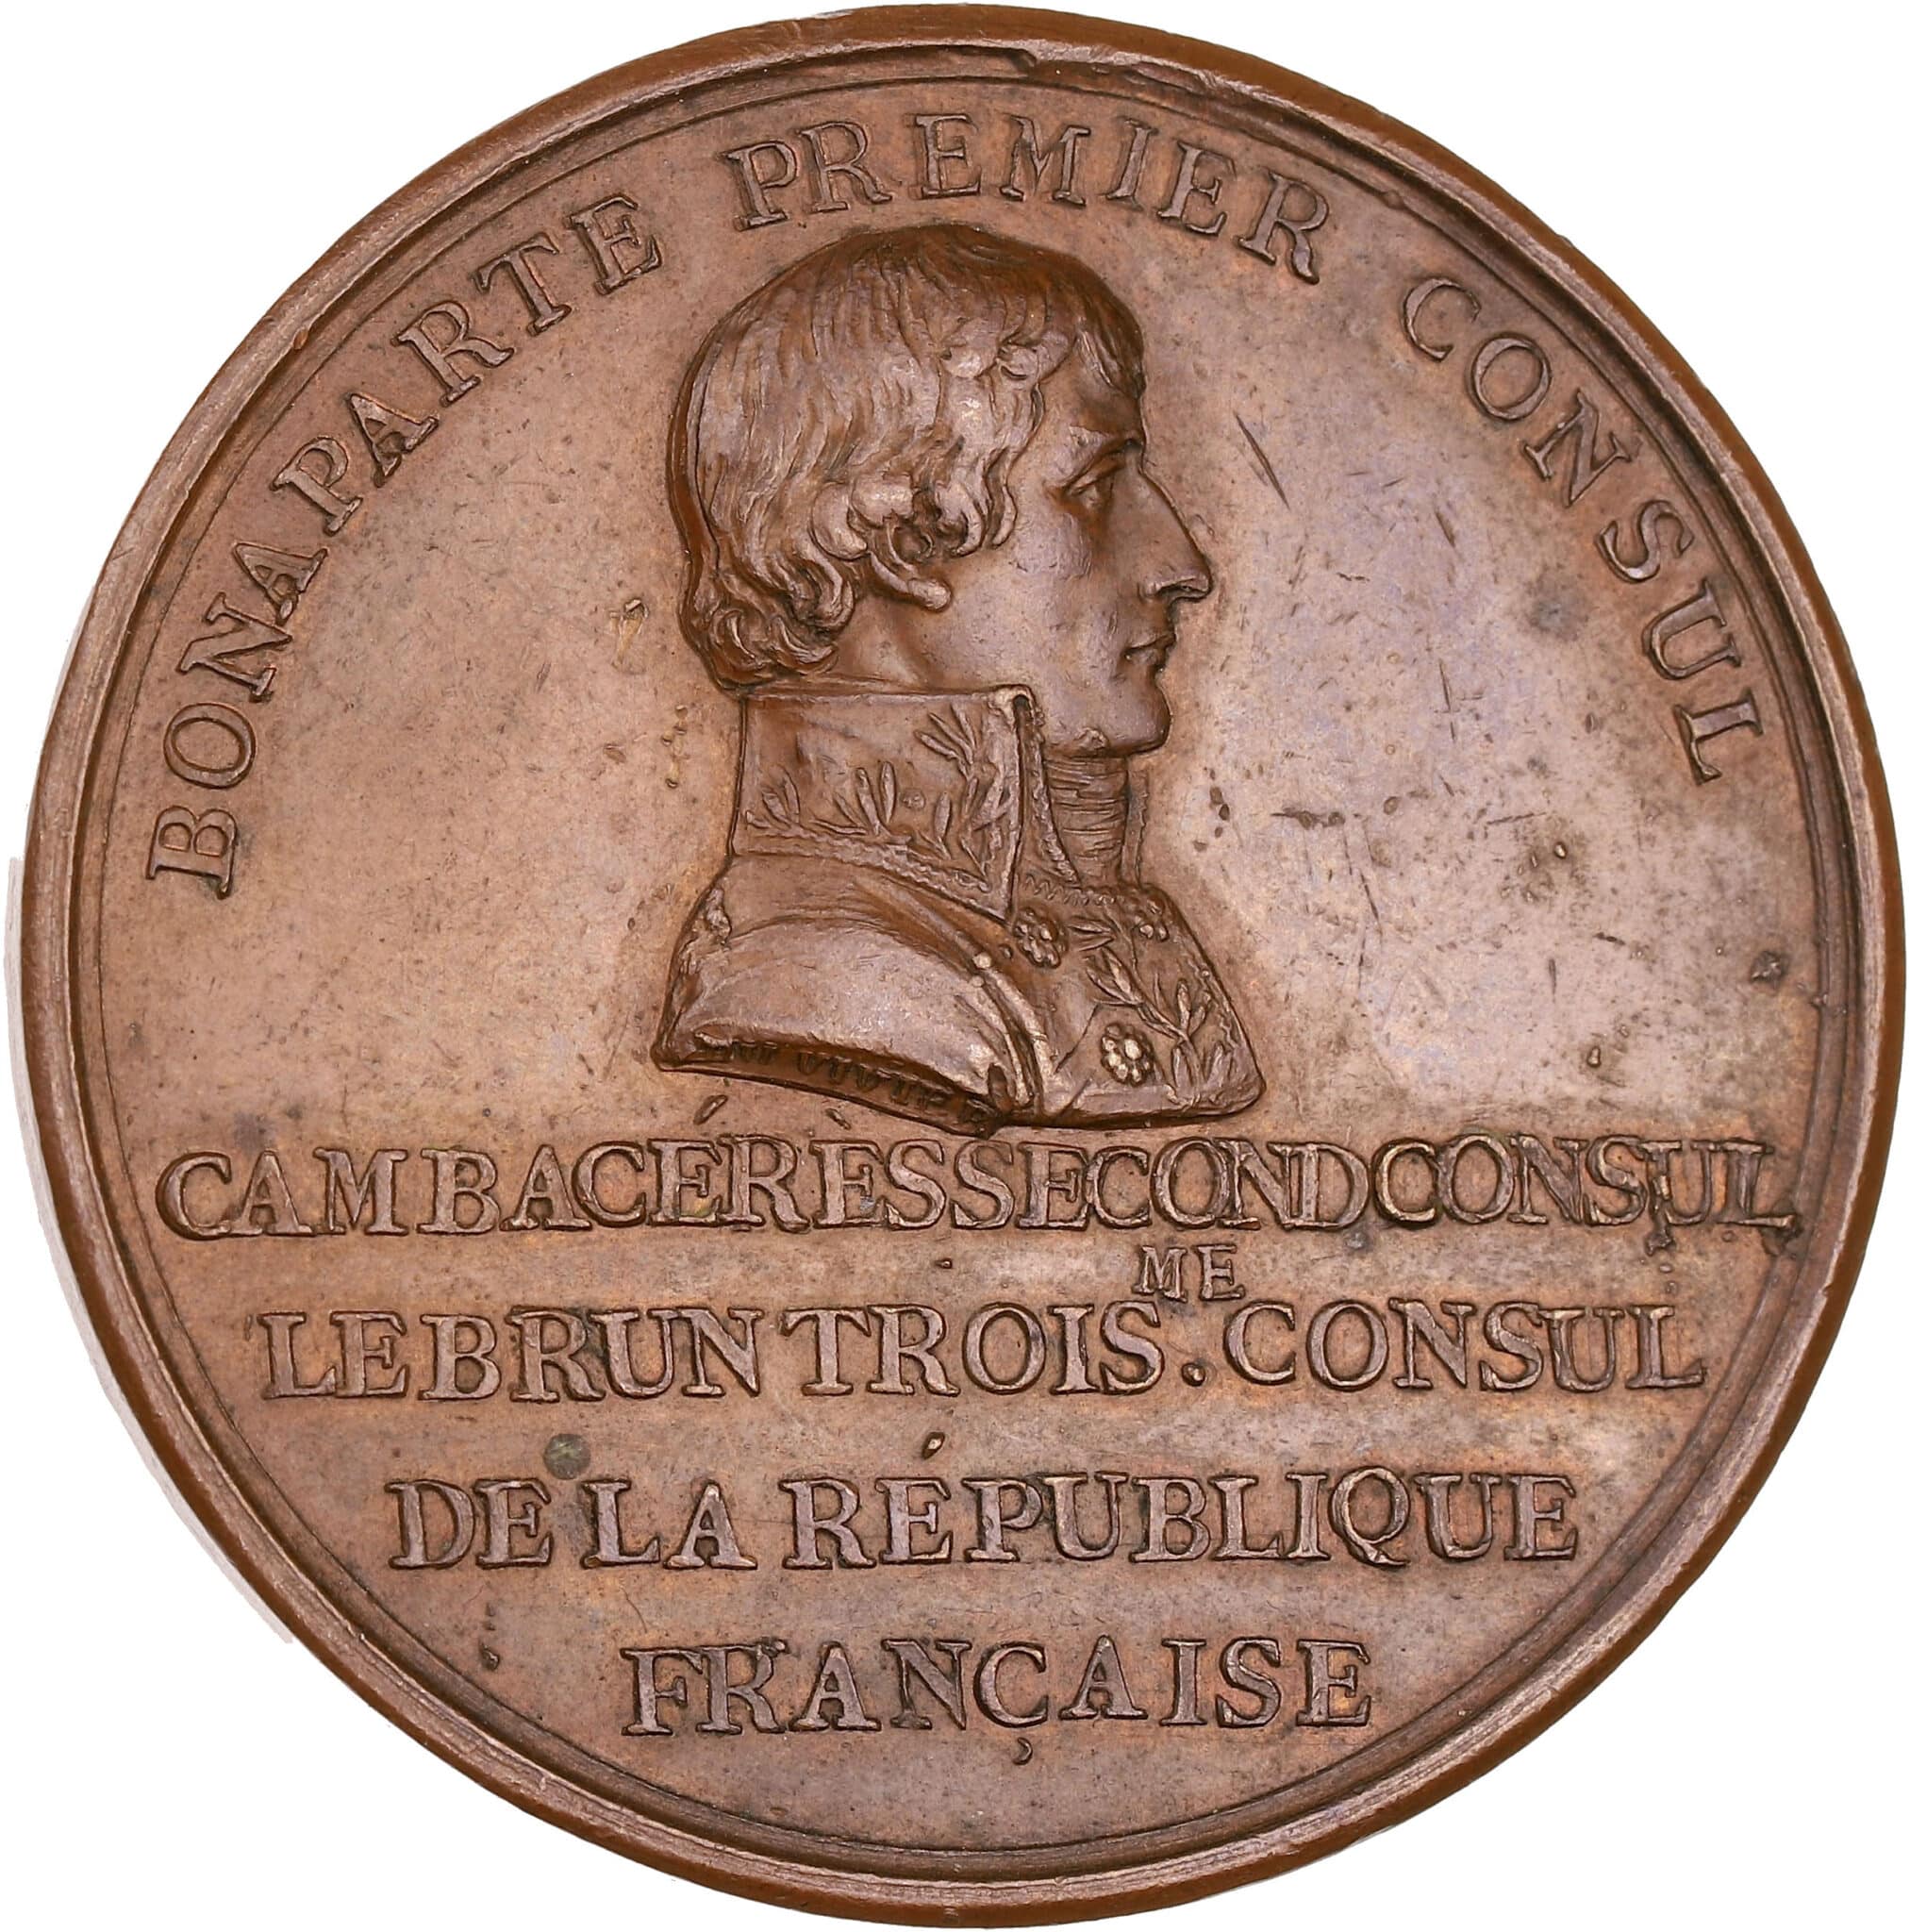 BONAPARTE PREMIER CONSUL
CAMBACÉRÈS SECOND CONSUL,
LEBRUN TROIS.ME CONSUL
DE LA RÉPUBLIQUE
FRANÇAISE